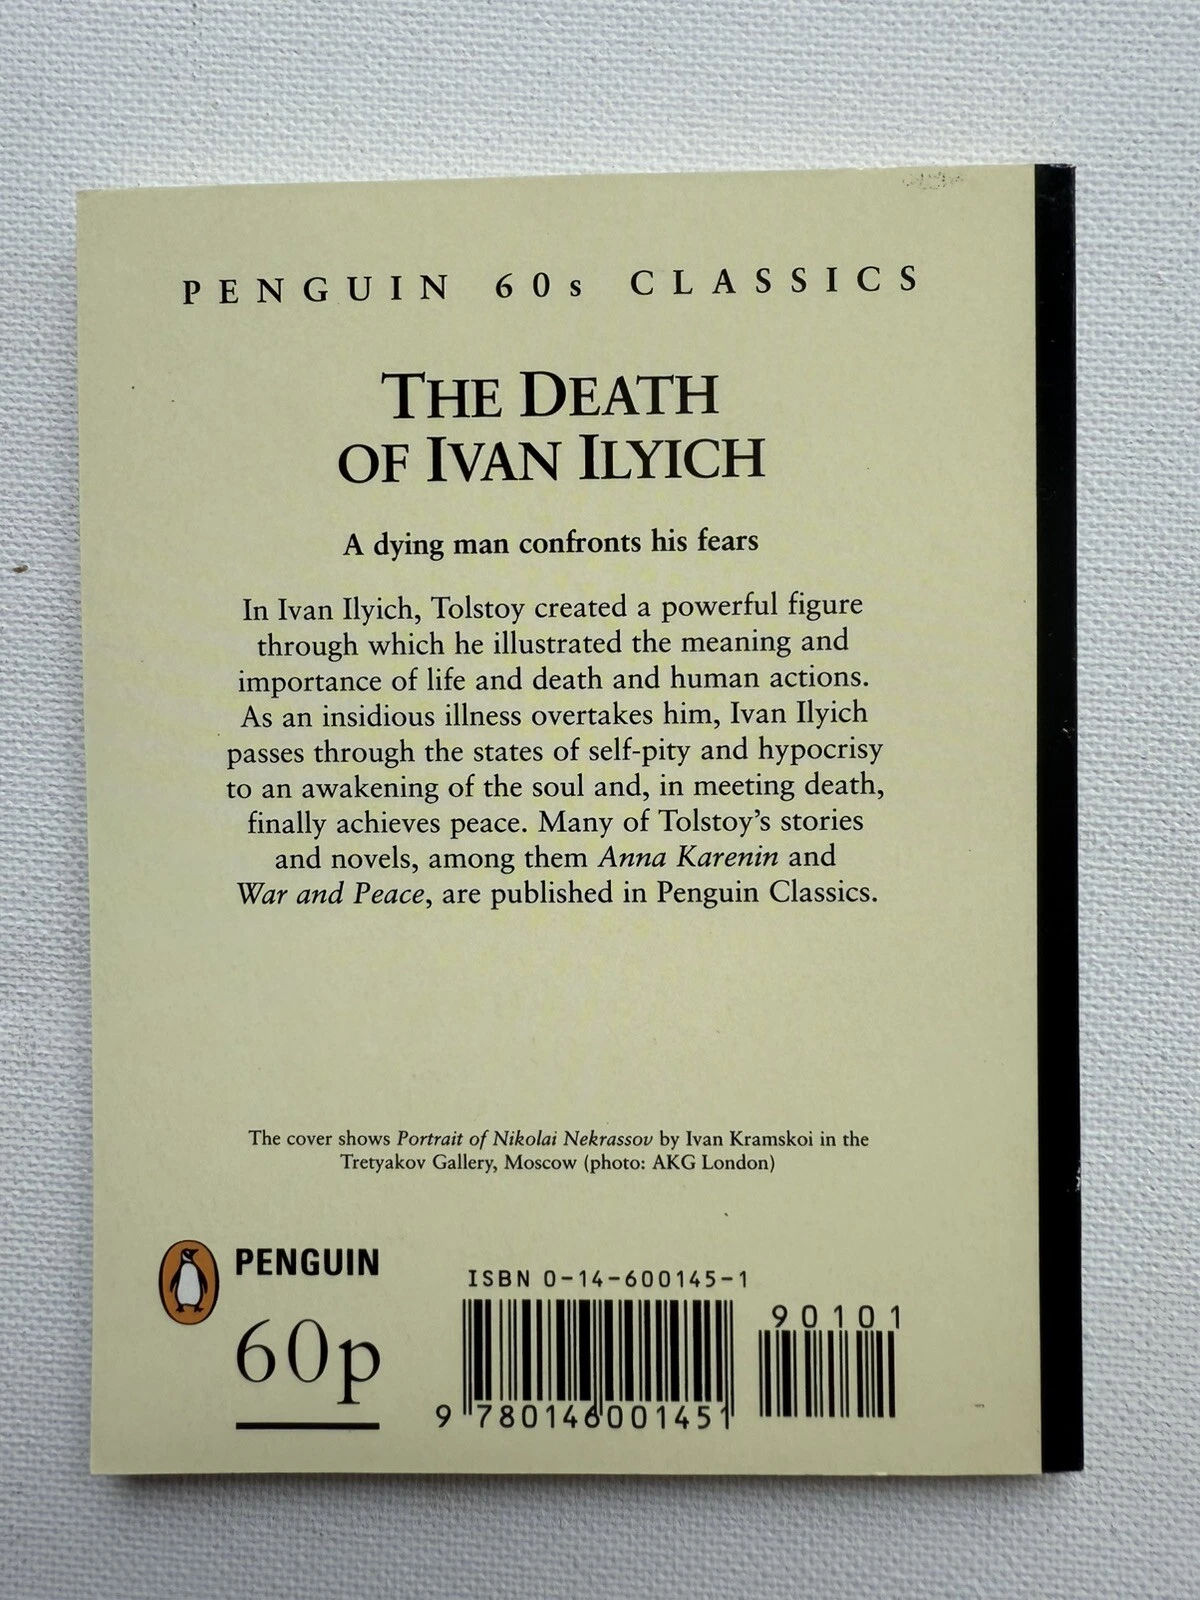 PENGUIN 60s CLASSICS
THE DEATH
OF IVAN ILYICH
A dying man confronts his fears
In Ivan Ilyich, Tolstoy created a powerful figure
through which he illustrated the meaning and
importance of life and death and human actions.
As an insidious illness overtakes him, Ivan Ilyich
passes through the states of self-pity and hypocrisy
to an awakening of the soul and, in meeting death,
finally achieves peace. Many of Tolstoy's stories
and novels, among them Anna Karenin and
War and Peace, are published in Penguin Classics.
The cover shows Portrait of Nikolai Nekrassov by Ivan Kramskoi in the
Tretyakov Gallery, Moscow (photo: AKG London)
PENGUIN
60p
ISBN 0-14-600145-1
90101
9 780146001451